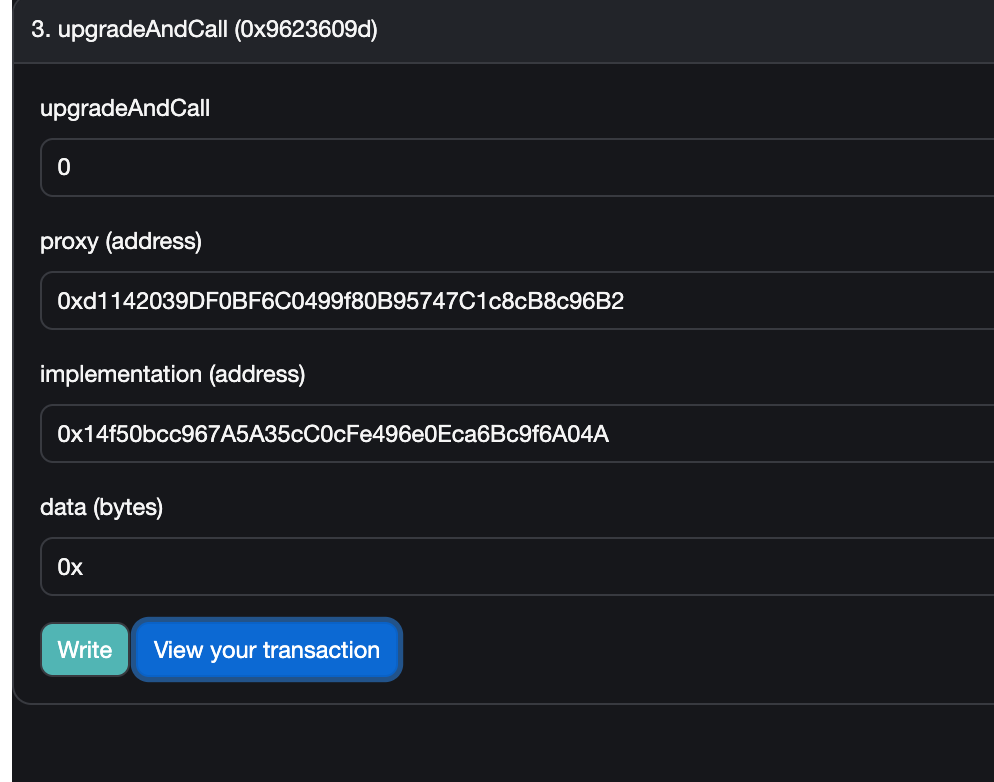 3. upgradeAndCall (0x9623609d)
upgradeAndCall
0
proxy (address)
0xd1142039DF0BF6C0499f80B95747C1c8cB8c96B2
implementation (address)
0x14f50bcc967A5A35cC0cFe496e0Eca6Bc9f6A04A
data (bytes)
0x
Write View your transaction